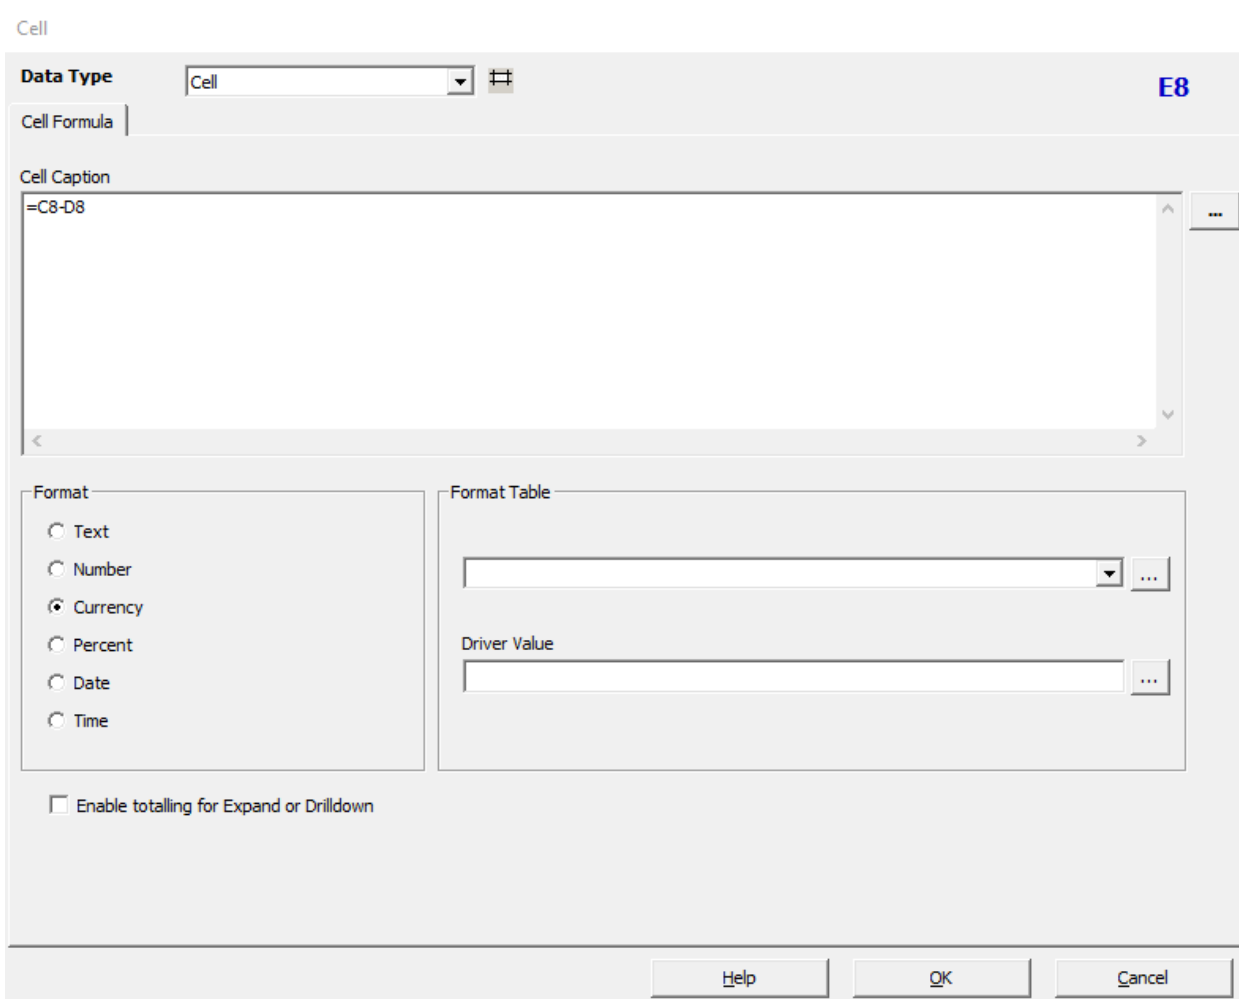 Cell
Data Type
Cell
E8
Cell Formula
Cell Caption
=C8-D8
...
Format
Text
Number
Currency
Percent
Date
Time
Format Table
...
Driver Value
...
Enable totalling for Expand or Drilldown
Help
OK
Cancel